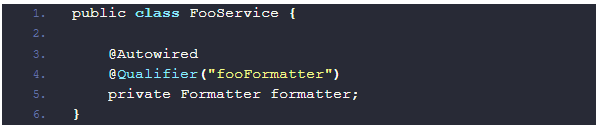 1. public class FooService {
2.
3.     @Autowired
4.     @Qualifier("fooFormatter")
5.     private Formatter formatter;
6. }